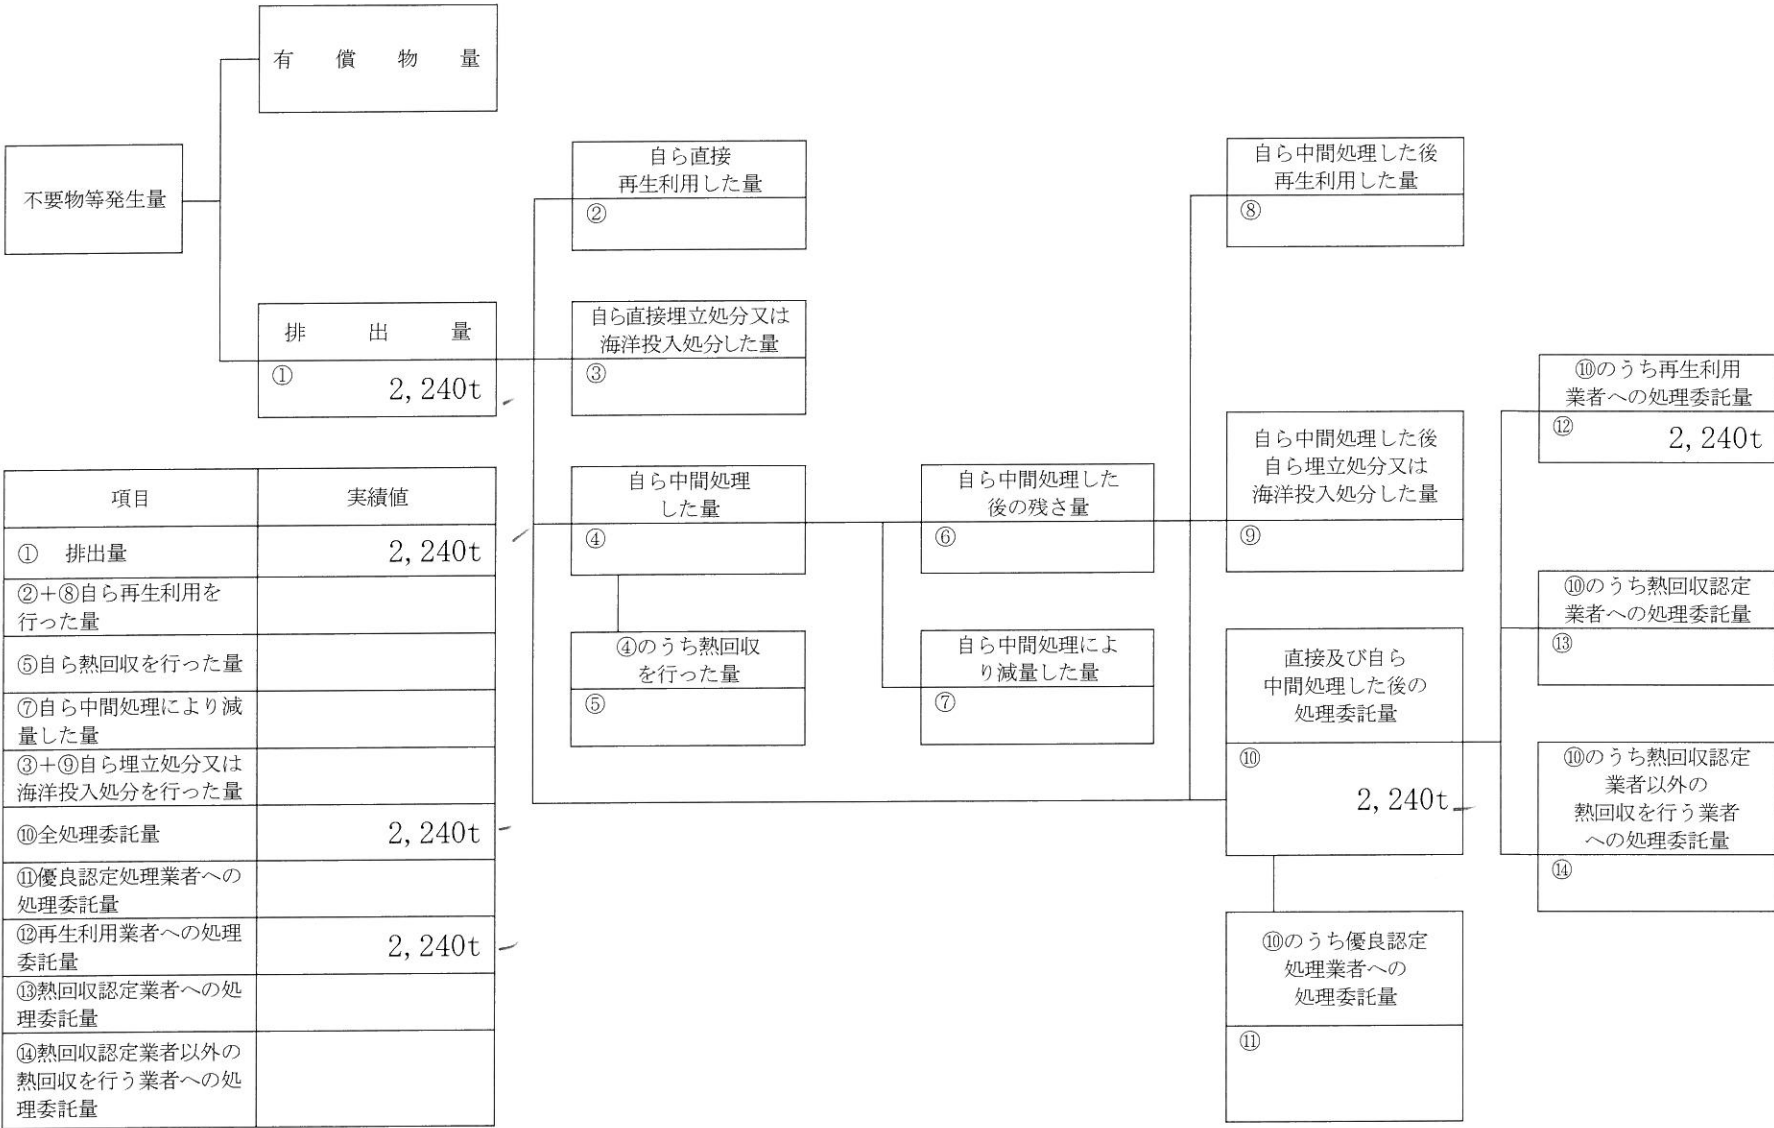 有償物量
不要物等発生量
排出量
①
2,240t
自ら直接
再生利用した量
②
自ら直接埋立処分又は
海洋投入処分した量
③
自ら中間処理
した量
④
④のうち熱回収
を行った量
⑤
自ら中間処理した
後の残さ量
⑥
自ら中間処理によ
り減量した量
⑦
自ら中間処理した後
再生利用した量
⑧
自ら中間処理した後
自ら埋立処分又は
海洋投入処分した量
⑨
直接及び自ら
中間処理した後の
処理委託量
⑩
2,240t
⑩のうち優良認定
処理業者への
処理委託量
⑪
⑩のうち再生利用
業者への処理委託量
⑫
2,240t
⑩のうち熱回収認定
業者への処理委託量
⑬
⑩のうち熱回収認定
業者以外の
熱回収を行う業者
への処理委託量
⑭
項目 実績値
① 排出量 2,240t
②+⑧自ら再生利用を
行った量
⑤自ら熱回収を行った量
⑦自ら中間処理により減
量した量
③+⑨自ら埋立処分又は
海洋投入処分を行った量
⑩全処理委託量 2,240t
⑪優良認定処理業者への
処理委託量
⑫再生利用業者への処理
委託量 2,240t
⑬熱回収認定業者への処
理委託量
⑭熱回収認定業者以外の
熱回収を行う業者への処
理委託量